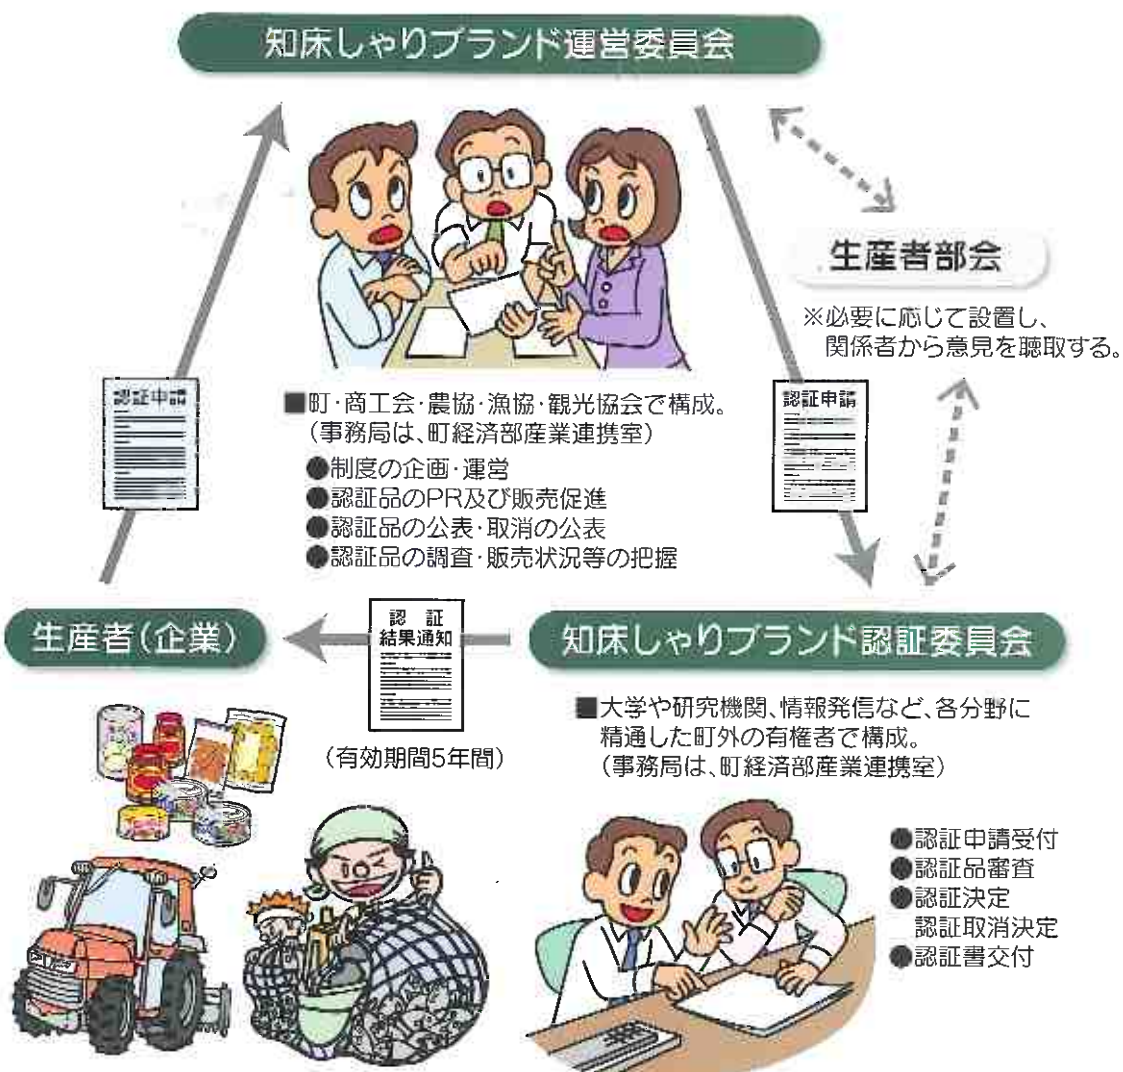 知床しゃりブランド運営委員会
生産者部会
※必要に応じて設置し、
関係者から意見を聴取する。
認証申請
認証申請
■町・商工会・農協・漁協・観光協会で構成。
(事務局は、町経済部産業連携室)
●制度の企画・運営
●認証品のPR及び販売促進
●認証品の公表・取消の公表
●認証品の調査・販売状況等の把握
生産者(企業)
認 証
結果通知
(有効期間5年間)
知床しゃりブランド認証委員会
■大学や研究機関、情報発信など、各分野に
精通した町外の有権者で構成。
(事務局は、町経済部産業連携室)
●認証申請受付
●認証品審査
●認証決定
認証取消決定
●認証書交付